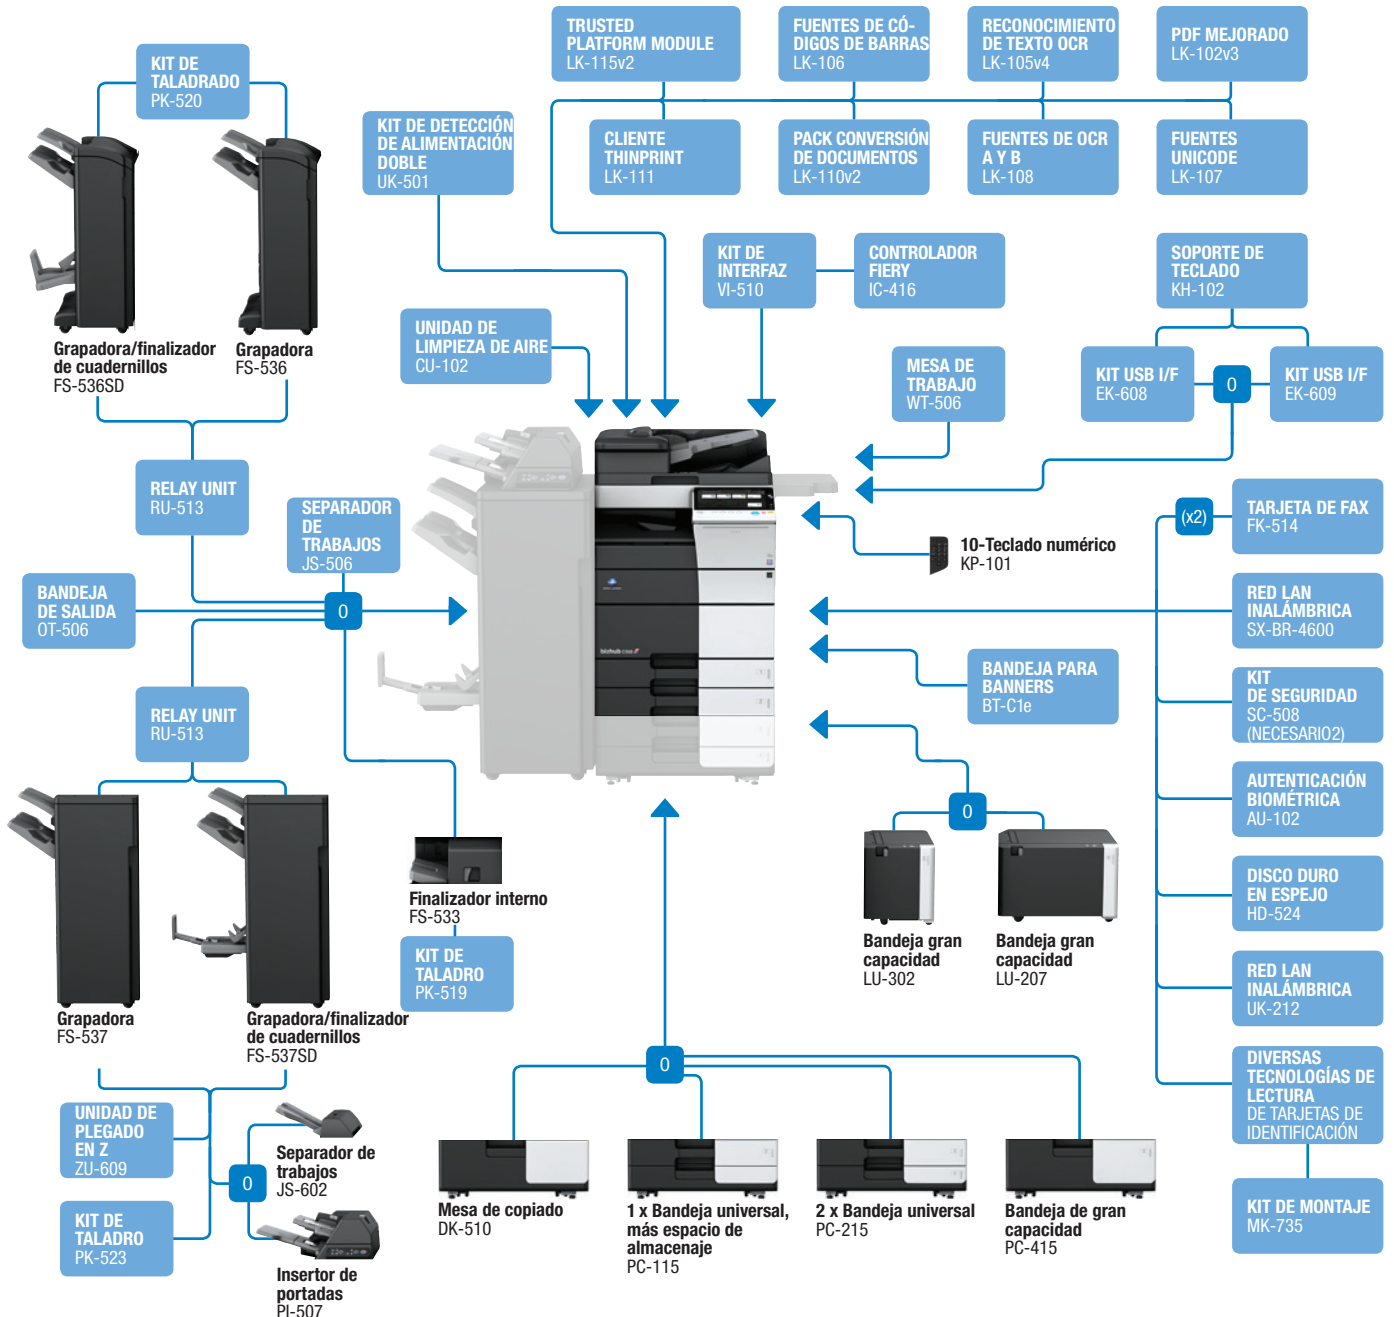 TRUSTED
PLATFORM MODULE
LK-115v2
FUENTES DE CÓ-
DIGOS DE BARRAS
LK-106
RECONOCIMIENTO
DE TEXTO OCR
LK-105v4
PDF MEJORADO
LK-102v3
KIT DE
TALADRADO
PK-520
KIT DE DETECCIÓN
DE ALIMENTACIÓN
DOBLE
UK-501
CLIENTE
THINPRINT
LK-111
PACK CONVERSIÓN
DE DOCUMENTOS
LK-110v2
FUENTES DE OCR
A Y B
LK-108
FUENTES
UNICODE
LK-107
KIT DE
INTERFAZ
VI-510
CONTROLADOR
FIERY
IC-416
SOPORTE DE
TECLADO
KH-102
Grapadora/finalizador
de cuadernillos
FS-536SD
Grapadora
FS-536
UNIDAD DE
LIMPIEZA DE AIRE
CU-102
MESA DE
TRABAJO
WT-506
KIT USB I/F
EK-608
0
KIT USB I/F
EK-609
RELAY UNIT
RU-513
SEPARADOR
DE
TRABAJOS
JS-506
(x2)
TARJETA DE FAX
FK-514
10-Teclado numérico
KP-101
BANDEJA
DE SALIDA
OT-506
0
RED LAN
INALÁMBRICA
SX-BR-4600
bizhub
BANDEJA PARA
BANNERS
BT-C1e
KIT
DE SEGURIDAD
SC-508
(NECESARIO2)
RELAY UNIT
RU-513
AUTENTICACIÓN
BIOMÉTRICA
AU-102
0
Finalizador interno
FS-533
DISCO DURO
EN ESPEJO
HD-524
KIT DE
TALADRO
PK-519
Bandeja gran
capacidad
LU-302
Bandeja gran
capacidad
LU-207
RED LAN
INALÁMBRICA
UK-212
Grapadora
FS-537
Grapadora/finalizador
de cuadernillos
FS-537SD
0
DIVERSAS
TECNOLOGÍAS DE
LECTURA
DE TARJETAS DE
IDENTIFICACIÓN
UNIDAD DE
PLEGADO
EN Z
ZU-609
0
Separador de
trabajos
JS-602
KIT DE
TALADRO
PK-523
Insertor de
portadas
PI-507
Mesa de copiado
DK-510
1 x Bandeja universal,
más espacio de
almacenaje
PC-115
2 x Bandeja universal
PC-215
Bandeja de gran
capacidad
PC-415
KIT DE MONTAJE
MK-735